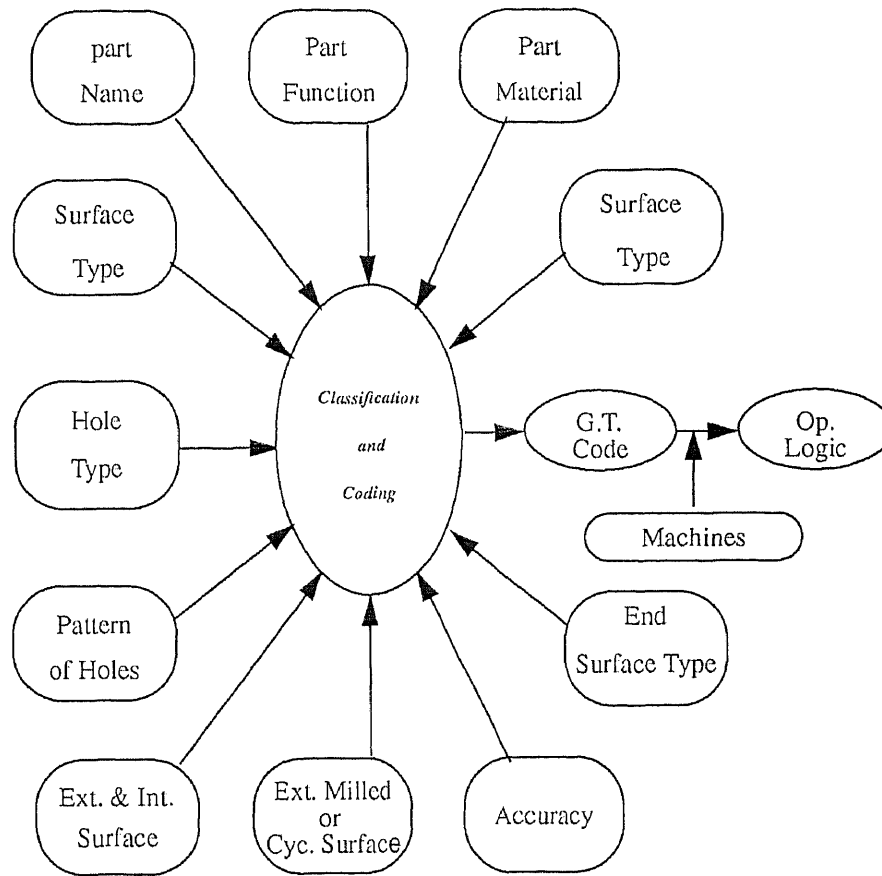 part
Name
Part
Function
Part
Material
Surface
Type
Surface
Type
Hole
Type
Classification
and
Coding
G.T.
Code
Op.
Logic
Machines
Pattern
of Holes
End
Surface Type
Ext. & Int.
Surface
Ext. Milled
or
Cyc. Surface
Accuracy